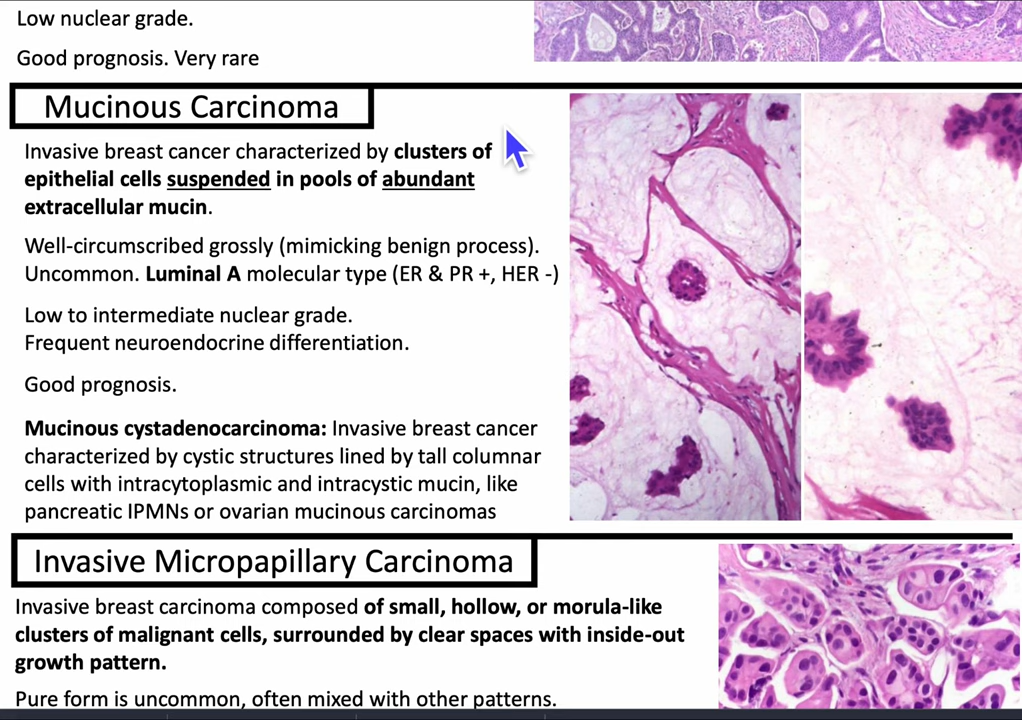 Low nuclear grade.
Good prognosis. Very rare
Mucinous Carcinoma
Invasive breast cancer characterized by clusters of
epithelial cells suspended in pools of abundant
extracellular mucin.
Well-circumscribed grossly (mimicking benign process).
Uncommon. Luminal A molecular type (ER & PR +, HER -)
Low to intermediate nuclear grade.
Frequent neuroendocrine differentiation.
Good prognosis.
Mucinous cystadenocarcinoma: Invasive breast cancer
characterized by cystic structures lined by tall columnar
cells with intracytoplasmic and intracystic mucin, like
pancreatic IPMNs or ovarian mucinous carcinomas
Invasive Micropapillary Carcinoma
Invasive breast carcinoma composed of small, hollow, or morula-like
clusters of malignant cells, surrounded by clear spaces with inside-out
growth pattern.
Pure form is uncommon, often mixed with other patterns.